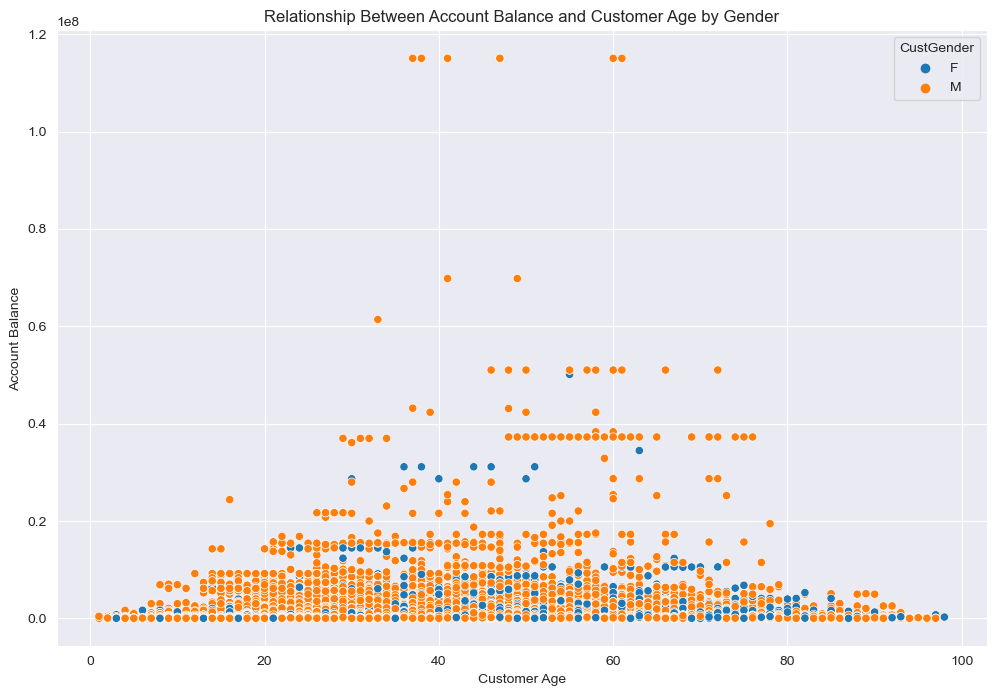 Relationship Between Account Balance and Customer Age by Gender
1e8
1.2
1.0
0.8
0.6
0.4
0.2
0.0
Account Balance
0
20
40
60
80
100
Customer Age
CustGender
F
M